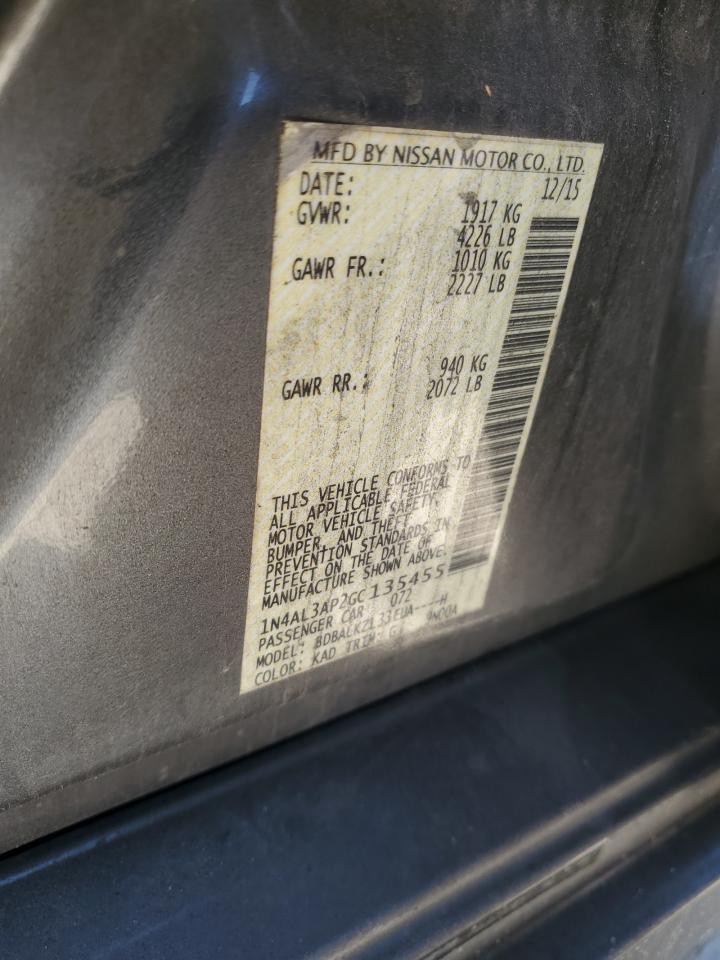 MFD BY NISSAN MOTOR CO., LTD.
DATE: 12/15
GVWR: 1917 KG
4226 LB
GAWR FR.: 1010 KG
2227 LB
GAWR RR.: 940 KG
2072 LB
THIS VEHICLE CONFORMS TO
ALL APPLICABLE FEDERAL
MOTOR VEHICLE SAFETY,
BUMPER, AND THEFT
PREVENTION STANDARDS IN
EFFECT ON THE DATE OF
MANUFACTURE SHOWN ABOVE.
1N4AL3AP2GC135455
PASSENGER CAR 072
MODEL: BDBALKZL33EUA----H
COLOR: KAD TRIM: G